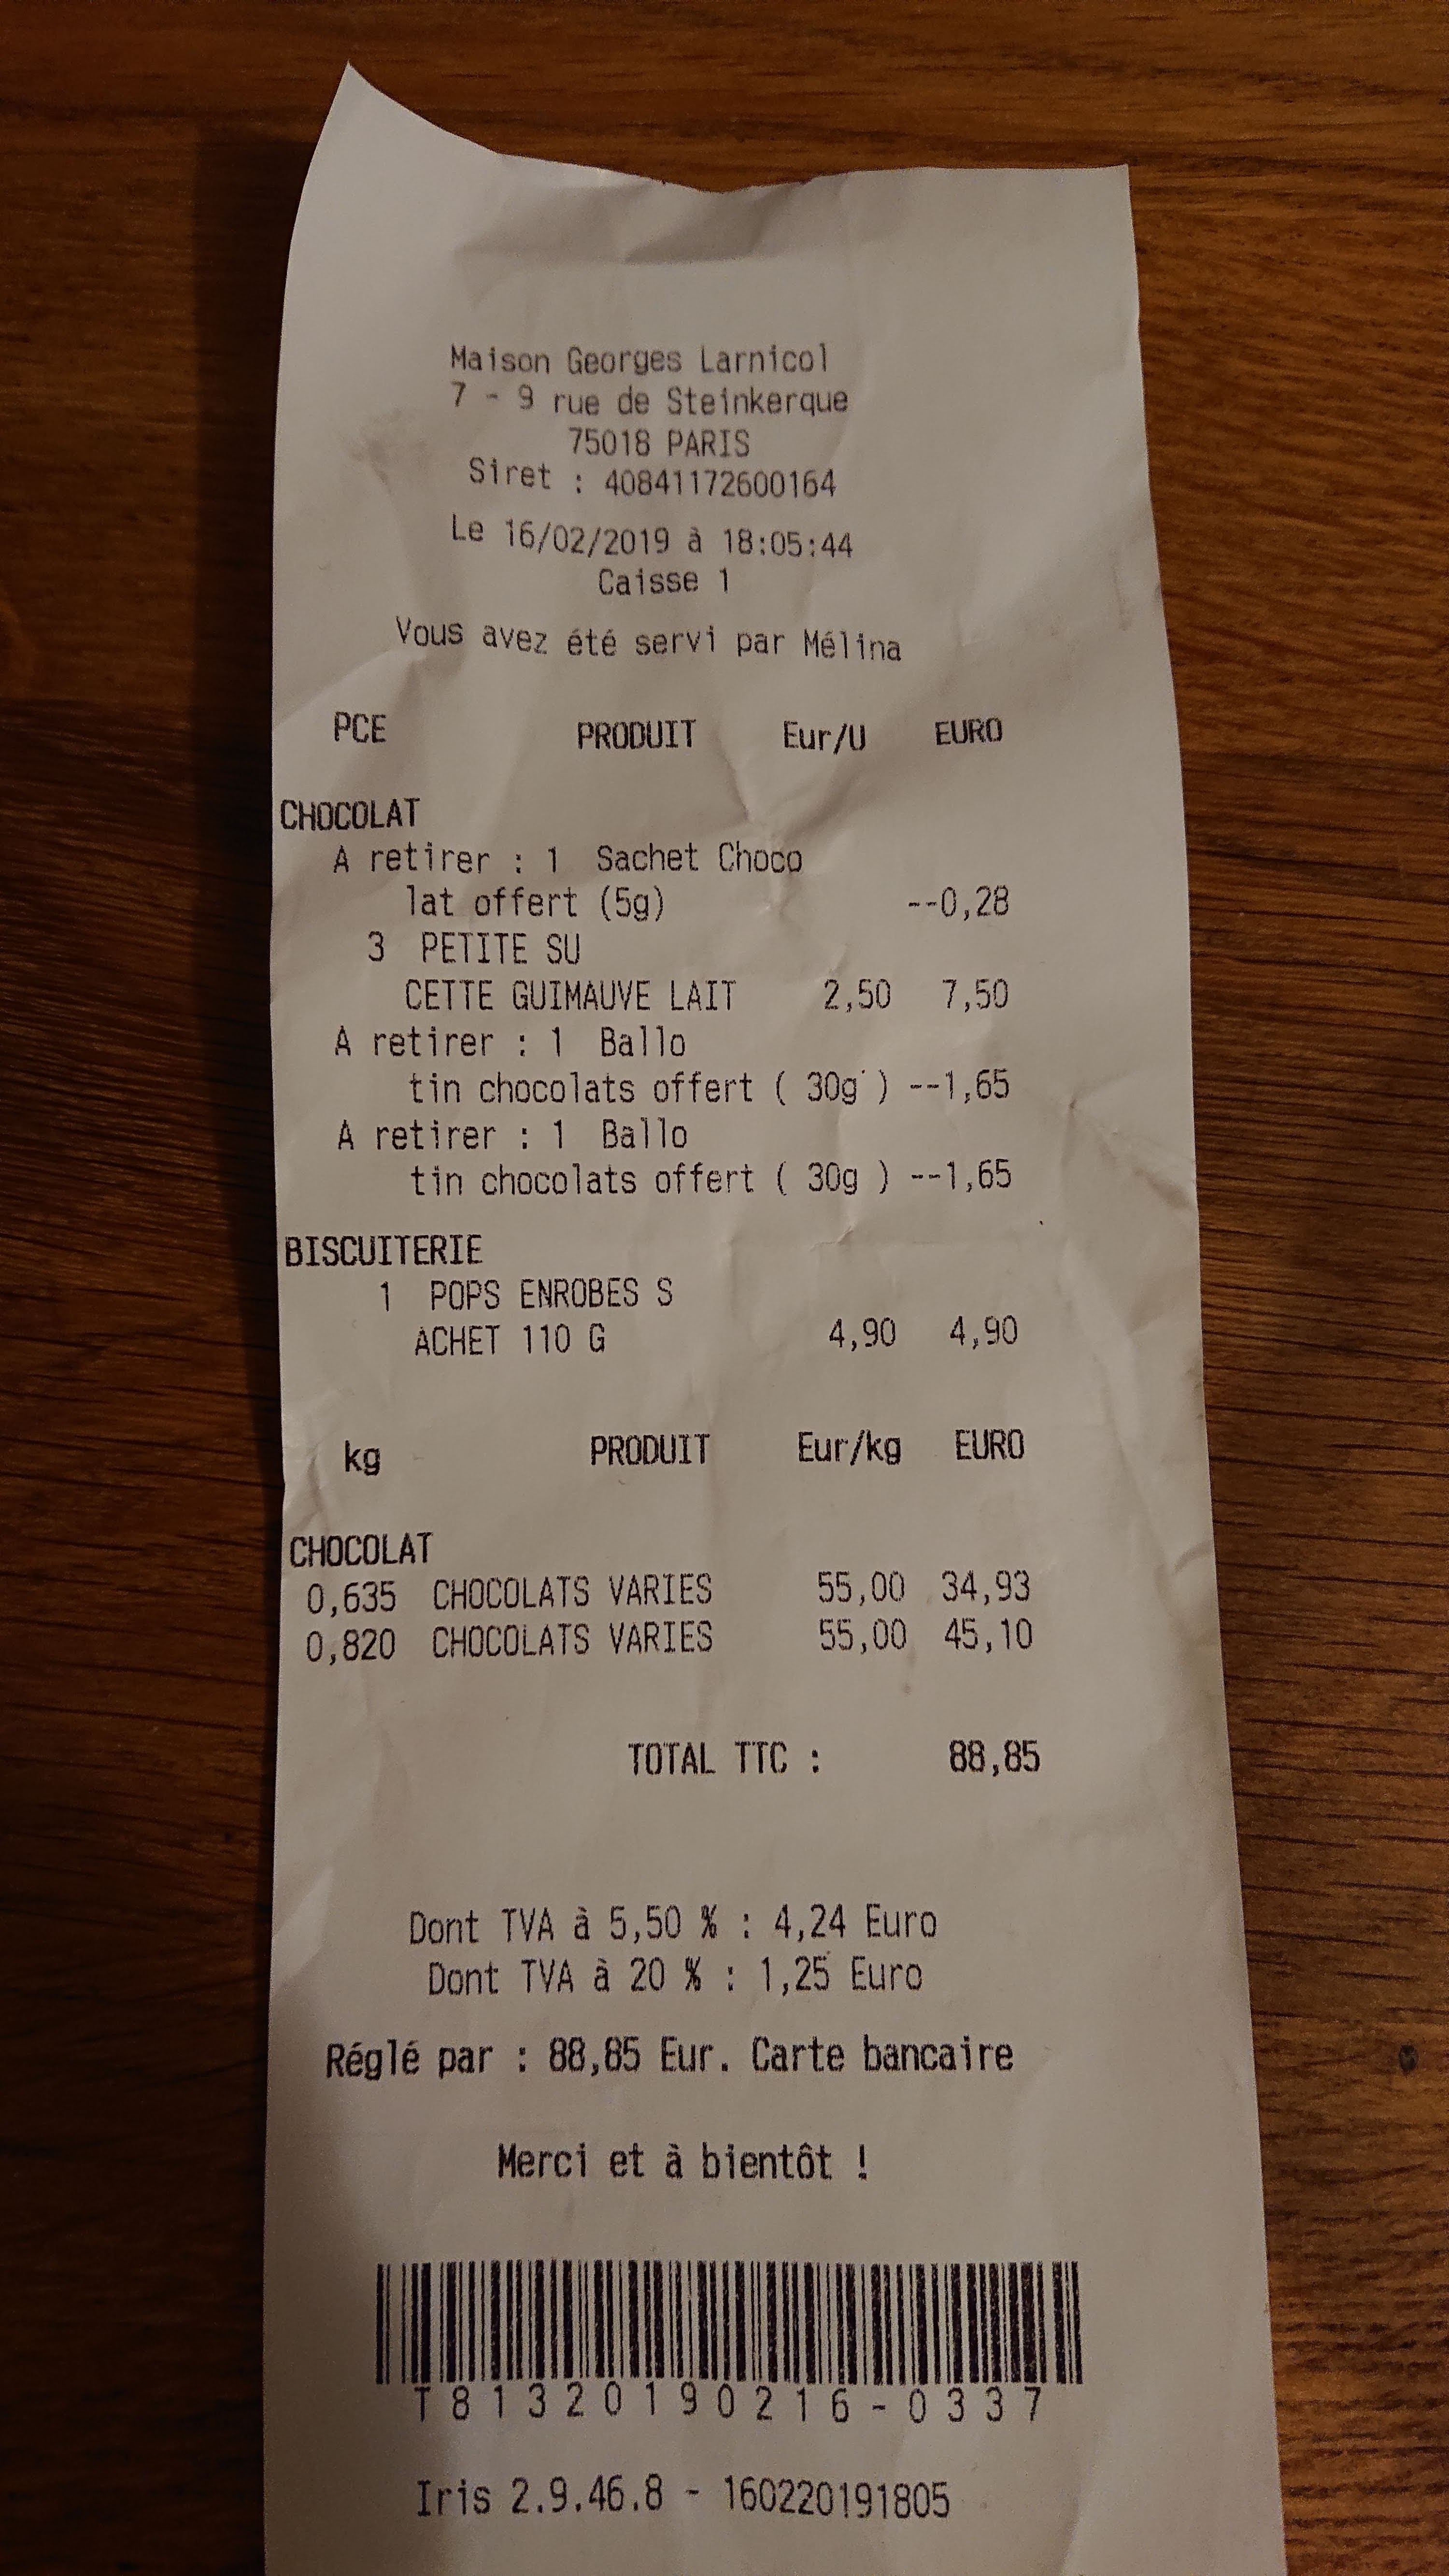 Maison Georges Larnicol
7 - 9 rue de Steinkerque
75018 PARIS
Siret : 40841172600164
Le 16/02/2019 à 18:05:44
Caisse 1
Vous avez été servi par Mélina
PCE PRODUIT Eur/U EURO
CHOCOLAT
A retirer : 1 Sachet Choco
lat offert (5g) --0,28
3 PETITE SU
CETTE GUIMAUVE LAIT 2,50 7,50
A retirer : 1 Ballo
tin chocolats offert ( 30g ) --1,65
A retirer : 1 Ballo
tin chocolats offert ( 30g ) --1,65
BISCUITERIE
1 POPS ENROBES S
ACHET 110 G 4,90 4,90
kg PRODUIT Eur/kg EURO
CHOCOLAT
0,635 CHOCOLATS VARIES 55,00 34,93
0,820 CHOCOLATS VARIES 55,00 45,10
TOTAL TTC : 88,85
Dont TVA à 5,50 % : 4,24 Euro
Dont TVA à 20 % : 1,25 Euro
Réglé par : 88,85 Eur. Carte bancaire
Merci et à bientôt !
T81320190216-0337
Iris 2.9.46.8 - 160220191805